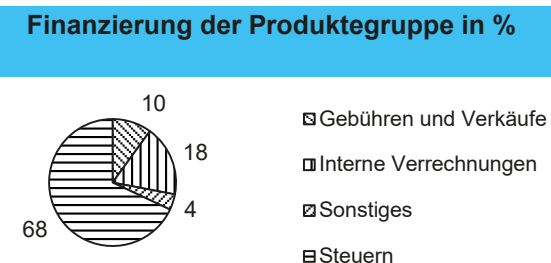 Finanzierung der Produktegruppe in %
10
18
4
68
Gebühren und Verkäufe
Interne Verrechnungen
Sonstiges
Steuern